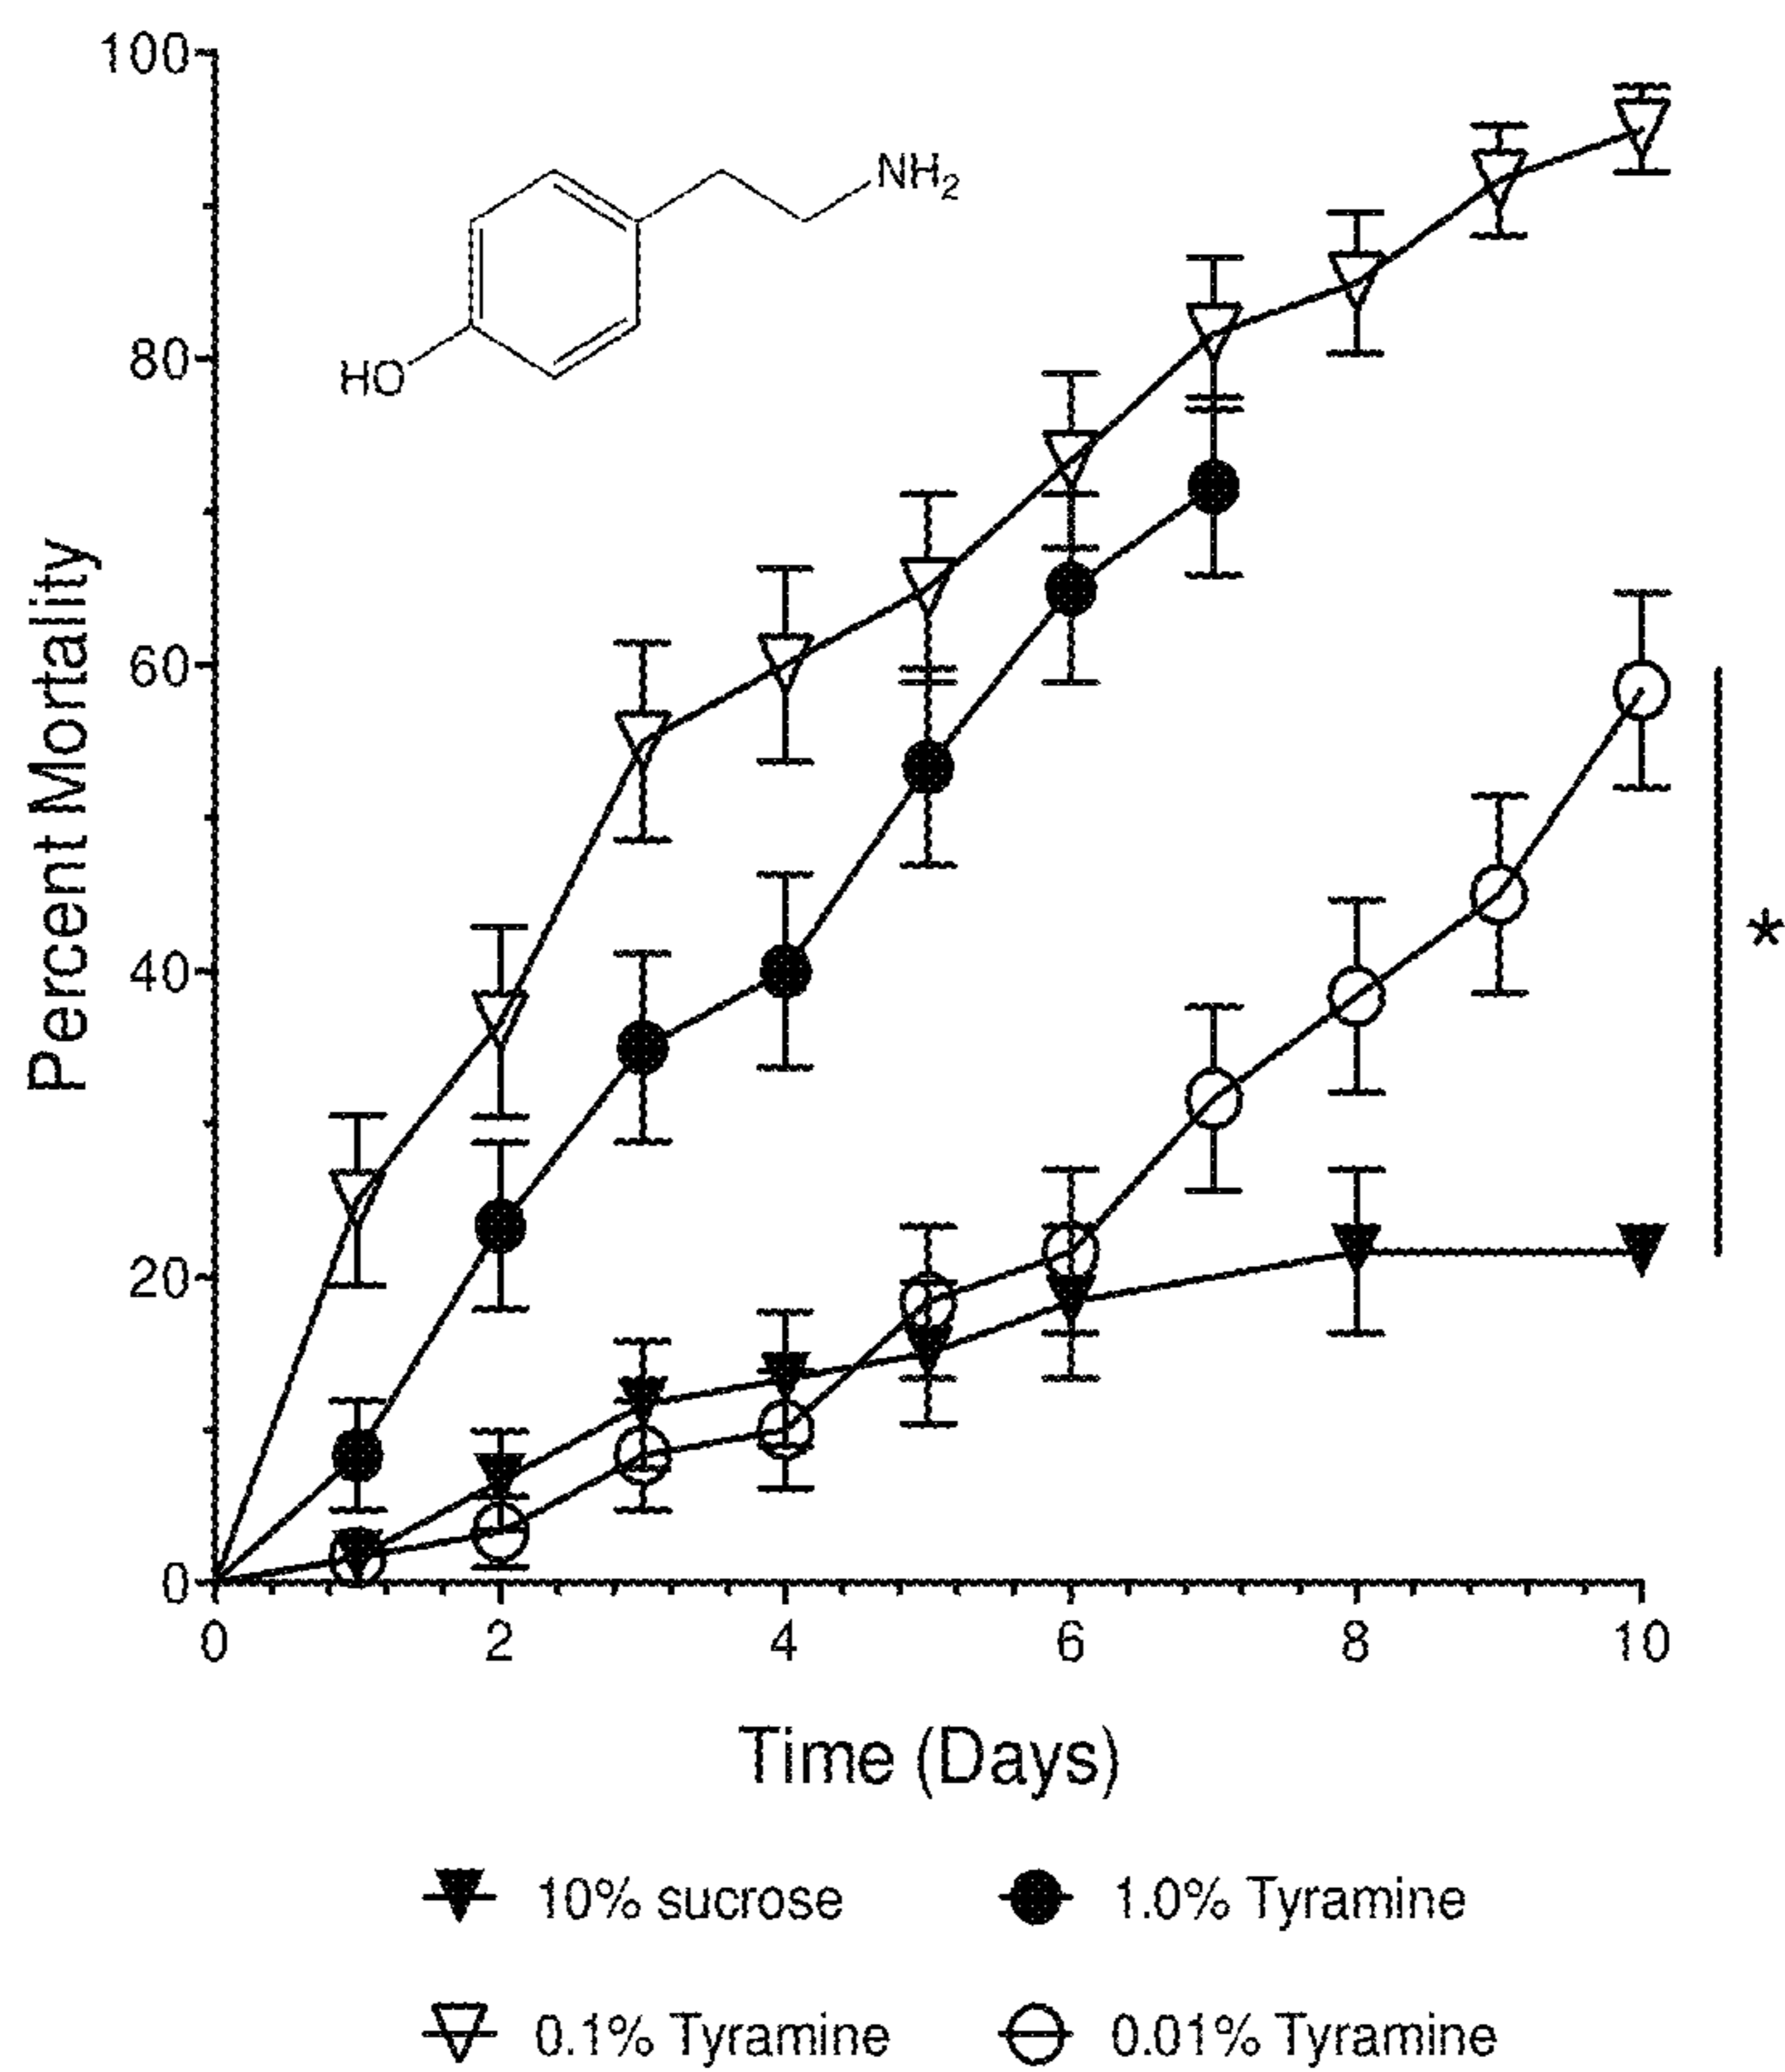 100
80
60
40
20
0
Percent Mortality
NH2
HO
*
0 2 4 6 8 10
Time (Days)
10% sucrose 1.0% Tyramine
0.1% Tyramine 0.01% Tyramine